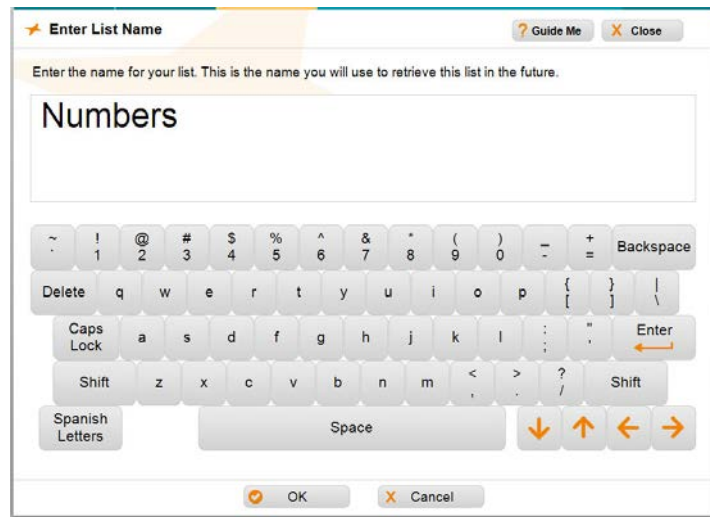 Enter List Name
? Guide Me X Close
Enter the name for your list. This is the name you will use to retrieve this list in the future.
Numbers
~ ! @ # $ % ^ & * ( ) _ +
` 1 2 3 4 5 6 7 8 9 0 - = Backspace
Delete q w e r t y u i o p { [ } ] | \
Caps Lock a s d f g h j k l : ; " ' Enter
Shift z x c v b n m < , > . ? / Shift
Spanish Letters Space
OK X Cancel